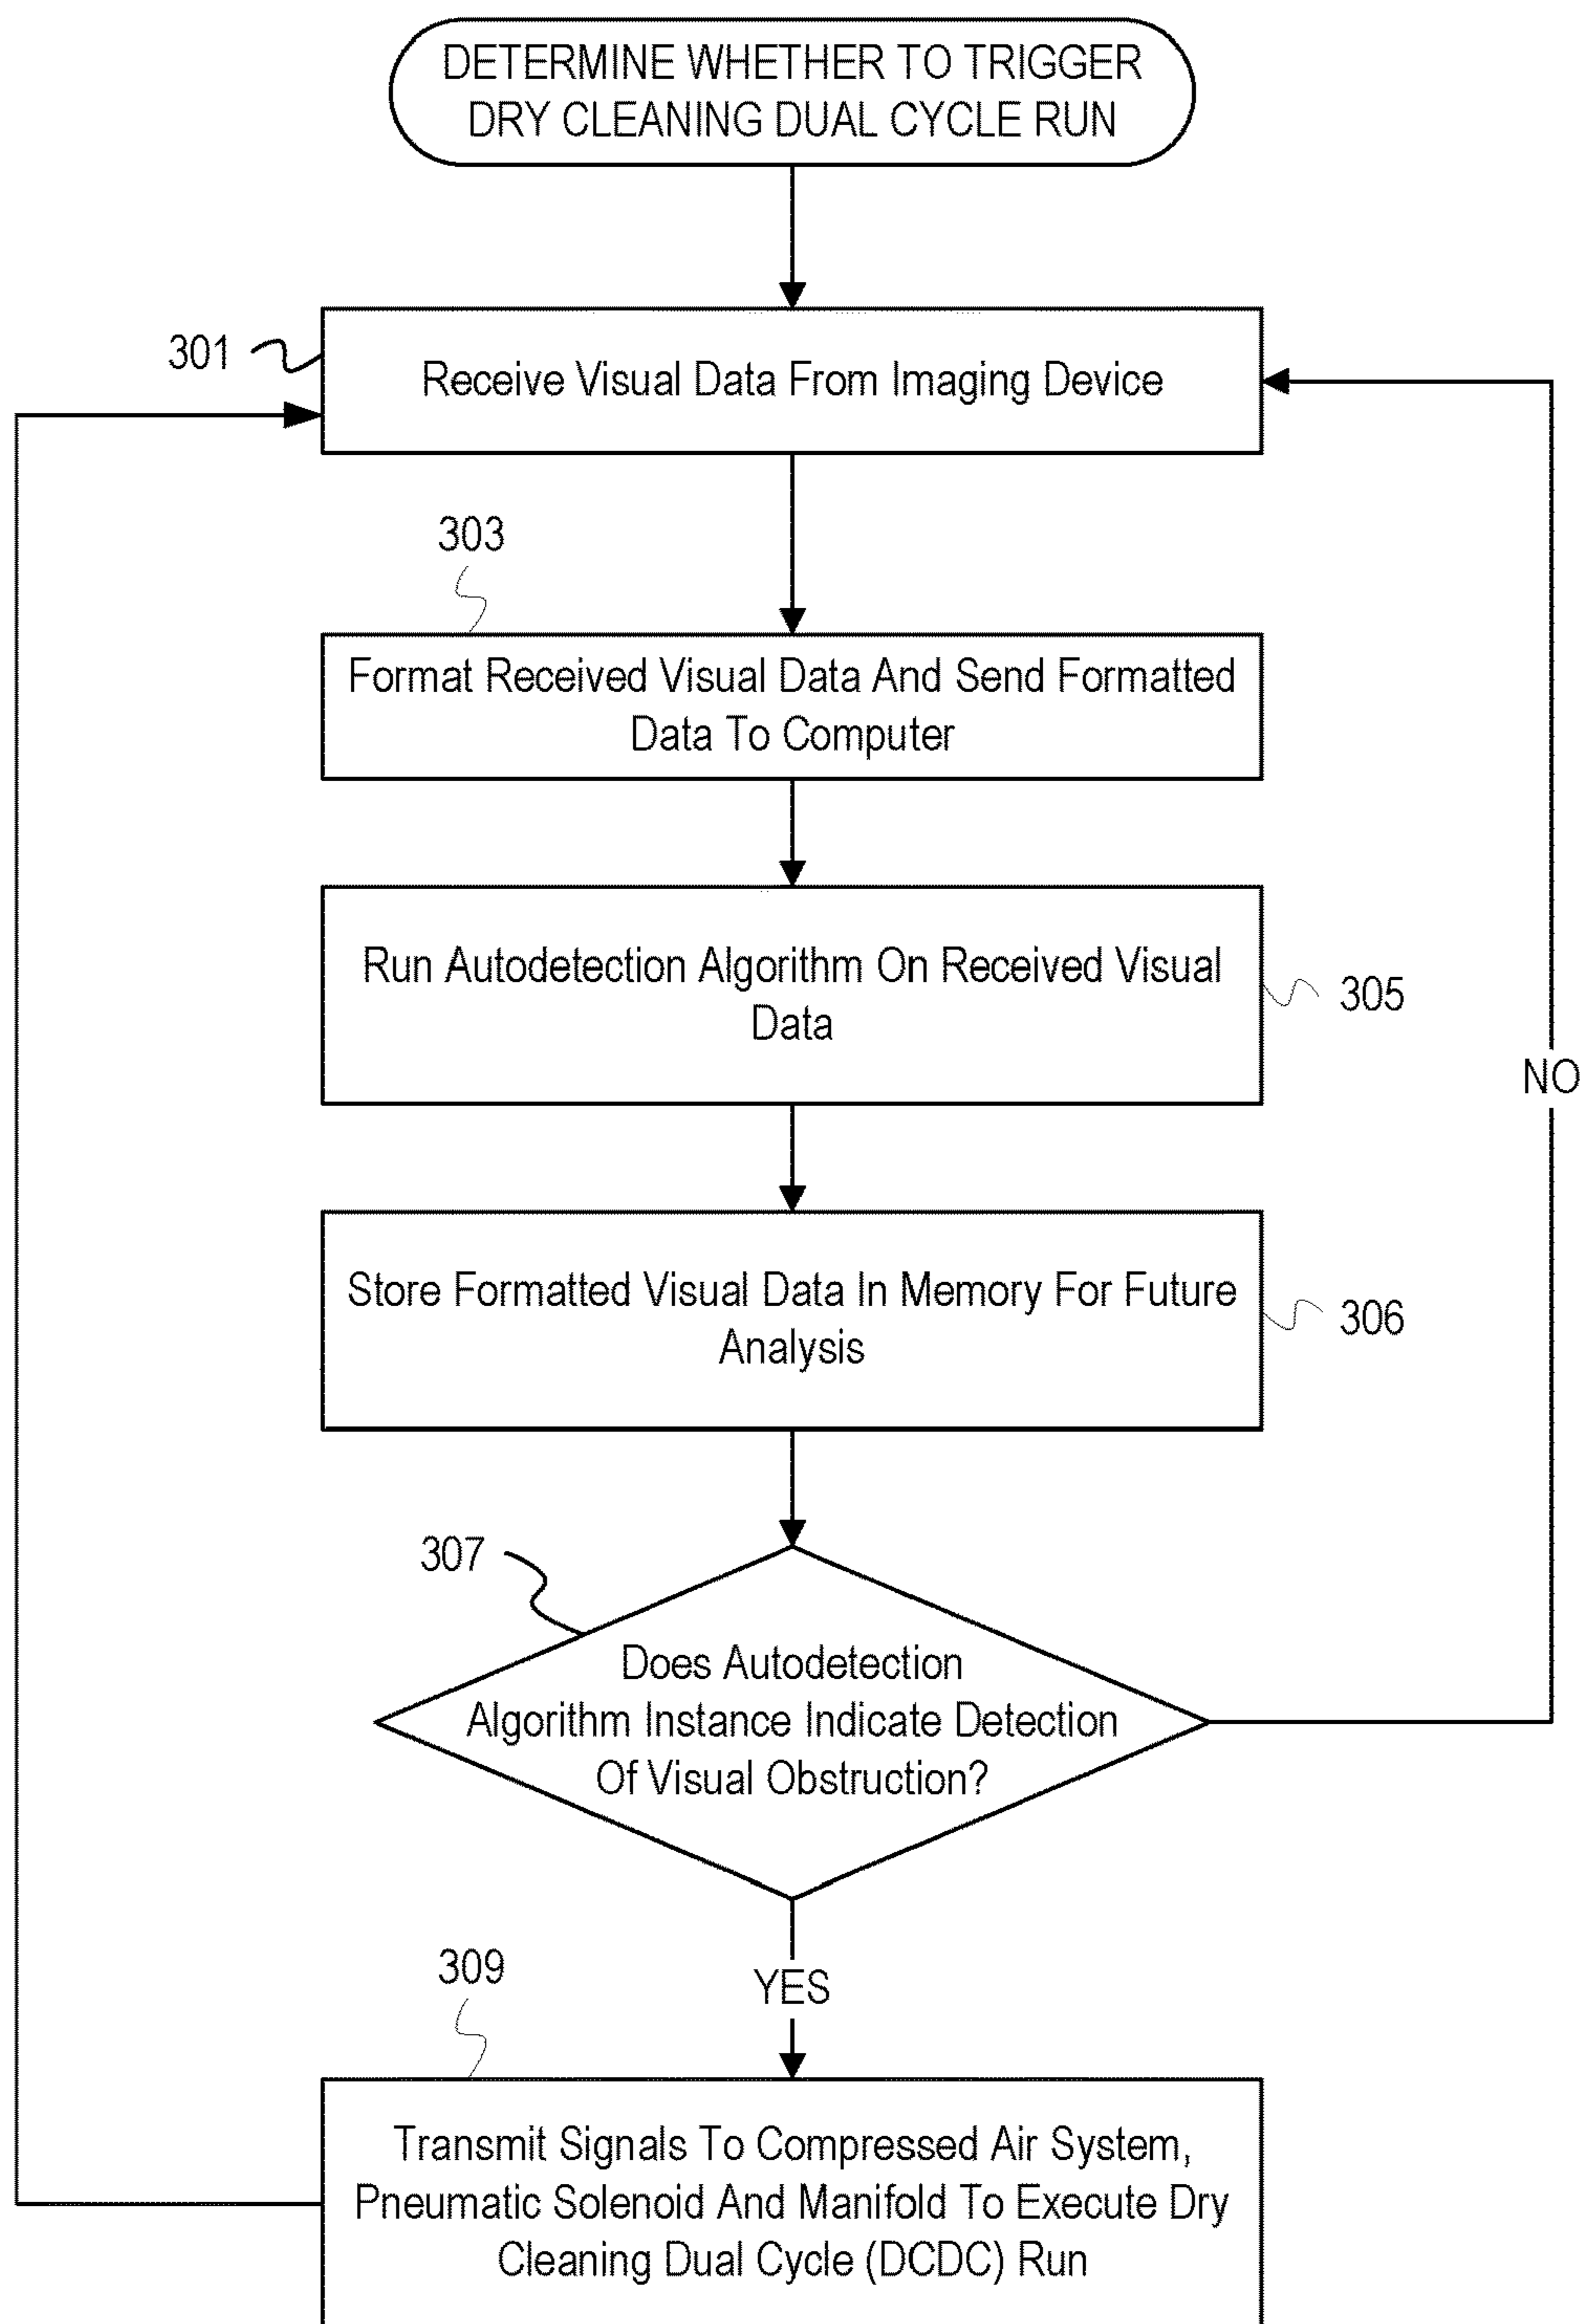 DETERMINE WHETHER TO TRIGGER
DRY CLEANING DUAL CYCLE RUN
301
Receive Visual Data From Imaging Device
303
Format Received Visual Data And Send Formatted
Data To Computer
Run Autodetection Algorithm On Received Visual
Data
305
NO
Store Formatted Visual Data In Memory For Future
Analysis
306
307
Does Autodetection
Algorithm Instance Indicate Detection
Of Visual Obstruction?
309
YES
Transmit Signals To Compressed Air System,
Pneumatic Solenoid And Manifold To Execute Dry
Cleaning Dual Cycle (DCDC) Run